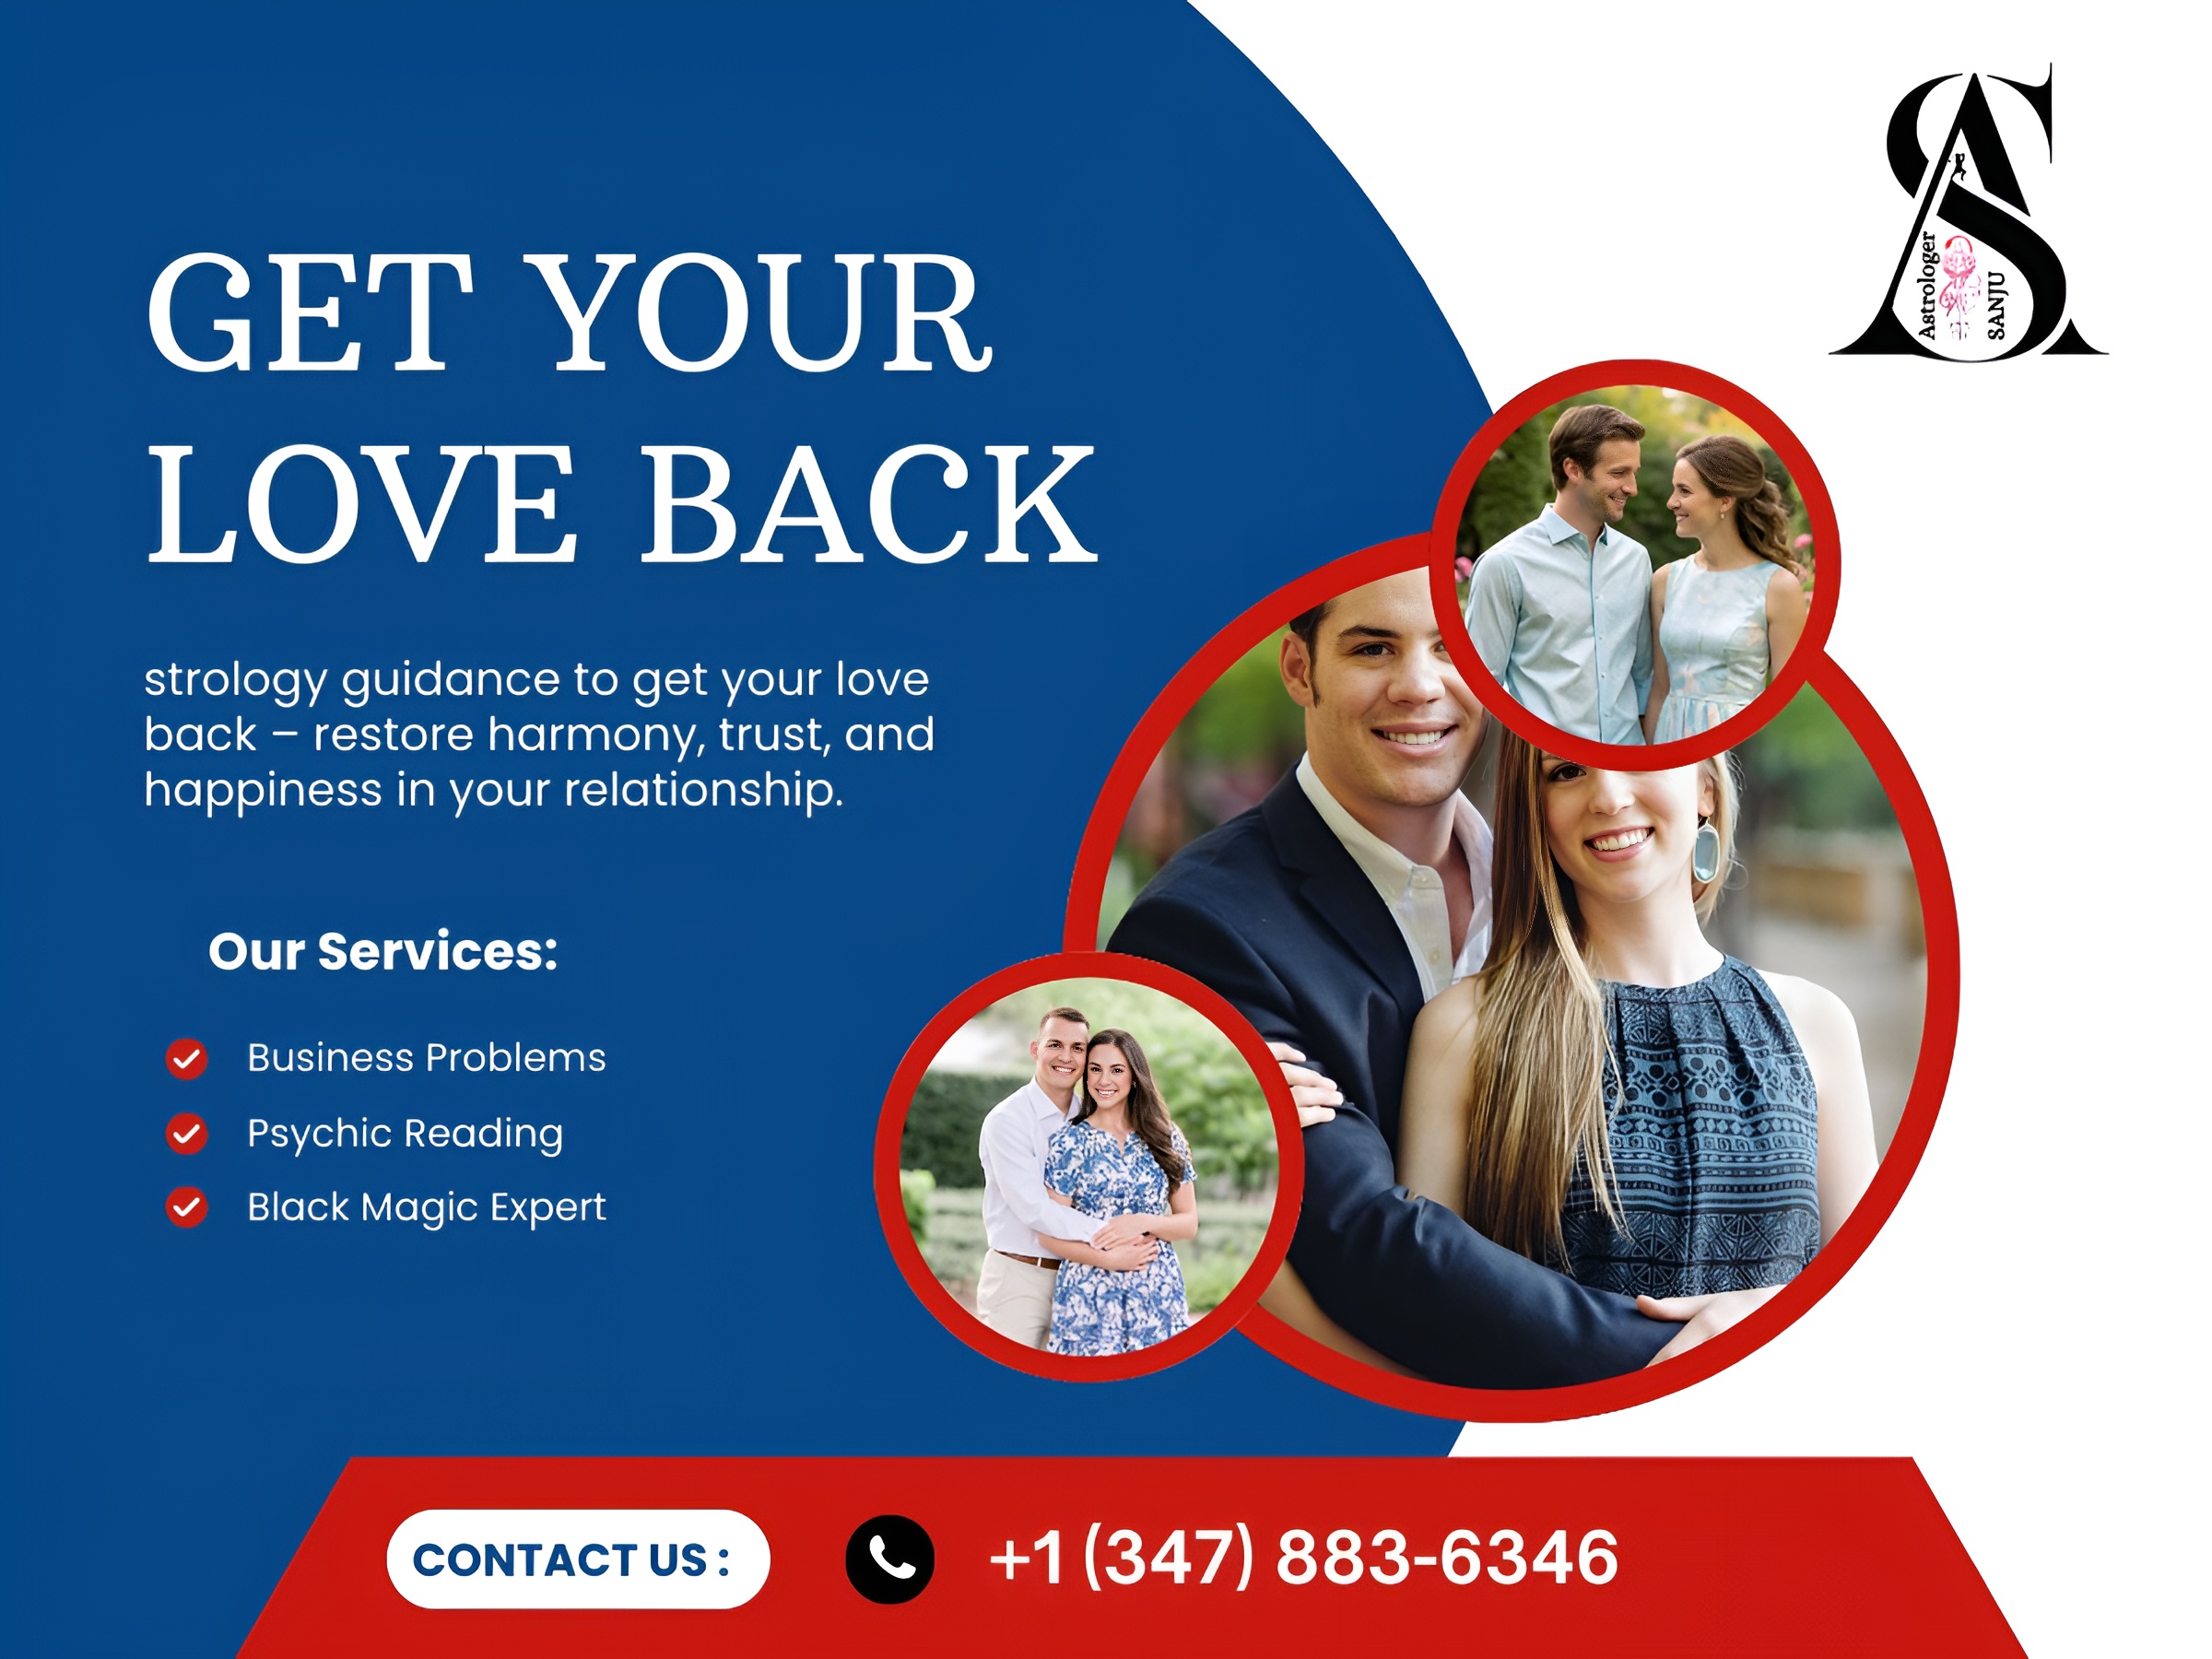 Astrologer
SANJU
GET YOUR
LOVE BACK
strology guidance to get your love
back – restore harmony, trust, and
happiness in your relationship.
Our Services:
Business Problems
Psychic Reading
Black Magic Expert
CONTACT US :
+1 (347) 883-6346